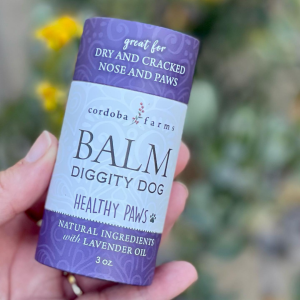 great for
DRY AND CRACKED
NOSE AND PAWS
cordoba farms
BALM
DIGGITY DOG
HEALTHY PAWS
NATURAL INGREDIENTS
with LAVENDER OIL
3 oz.